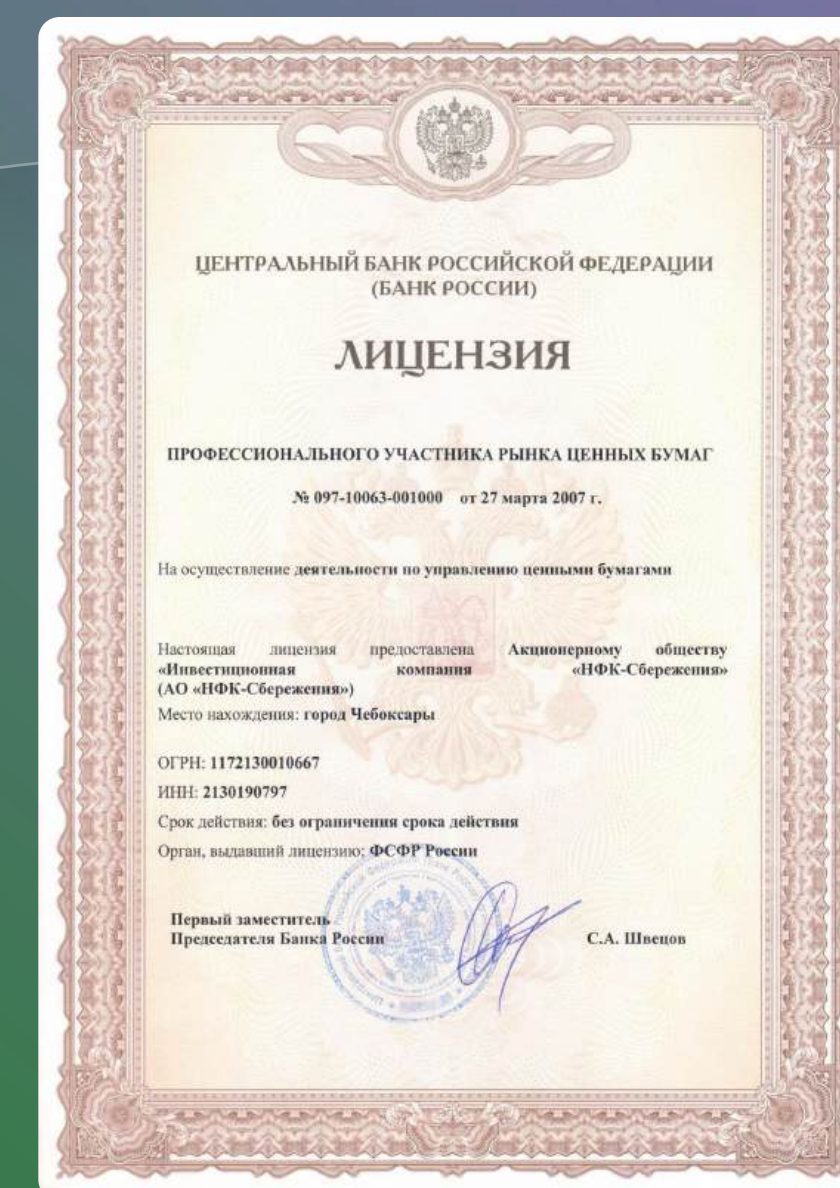 ЦЕНТРАЛЬНЫЙ БАНК РОССИЙСКОЙ ФЕДЕРАЦИИ
(БАНК РОССИИ)
ЛИЦЕНЗИЯ
ПРОФЕССИОНАЛЬНОГО УЧАСТНИКА РЫНКА ЦЕННЫХ БУМАГ
№ 097-10063-001000 от 27 марта 2007 г.
На осуществление деятельности по управлению ценными бумагами
Настоящая лицензия предоставлена Акционерному обществу
«Инвестиционная компания «НФК-Сбережения»
(АО «НФК-Сбережения»)
Место нахождения: город Чебоксары
ОГРН: 1172130010667
ИНН: 2130190797
Срок действия: без ограничения срока действия
Орган, выдавший лицензию: ФСФР России
Первый заместитель
Председателя Банка России С.А. Швецов